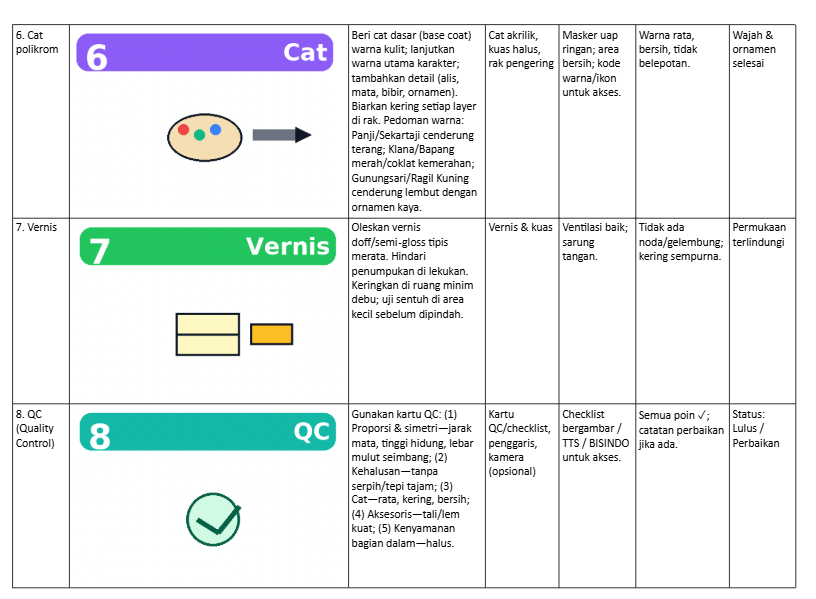 6. Cat
polikrom
6
Cat
Beri cat dasar (base coat)
warna kulit; lanjutkan
warna utama karakter;
tambahkan detail (alis,
mata, bibir, ornamen).
Biarkan kering setiap layer
di rak. Pedoman warna:
Panji/Sekartaji cenderung
terang; Klana/Bapang
merah/coklat kemerahan;
Gunungsari/Ragil Kuning
cenderung lembut dengan
ornamen kaya.
Cat akrilik,
kuas halus,
rak pengering
Masker uap
ringan; area
bersih; kode
warna/ikon
untuk akses.
Warna rata,
bersih, tidak
belepotan.
Wajah &
ornamen
selesai
7. Vernis
7
Vernis
Oleskan vernis
doff/semi-gloss tipis
merata. Hindari
penumpukan di lekukan.
Keringkan di ruang minim
debu; uji sentuh di area
kecil sebelum dipindah.
Vernis & kuas
Ventilasi baik;
sarung
tangan.
Tidak ada
noda/gelembung;
kering sempurna.
Permukaan
terlindungi
8. QC
(Quality
Control)
8
QC
Gunakan kartu QC: (1)
Proporsi & simetri—jarak
mata, tinggi hidung, lebar
mulut seimbang; (2)
Kehalusan—tanpa
serpih/tepi tajam; (3)
Cat—rata, kering, bersih;
(4) Aksesoris—tali/lem
kuat; (5) Kenyamanan
bagian dalam—halus.
Kartu
QC/checklist,
penggaris,
kamera
(opsional)
Checklist
bergambar /
TTS / BISINDO
untuk akses.
Semua poin ✓;
catatan perbaikan
jika ada.
Status:
Lulus /
Perbaikan